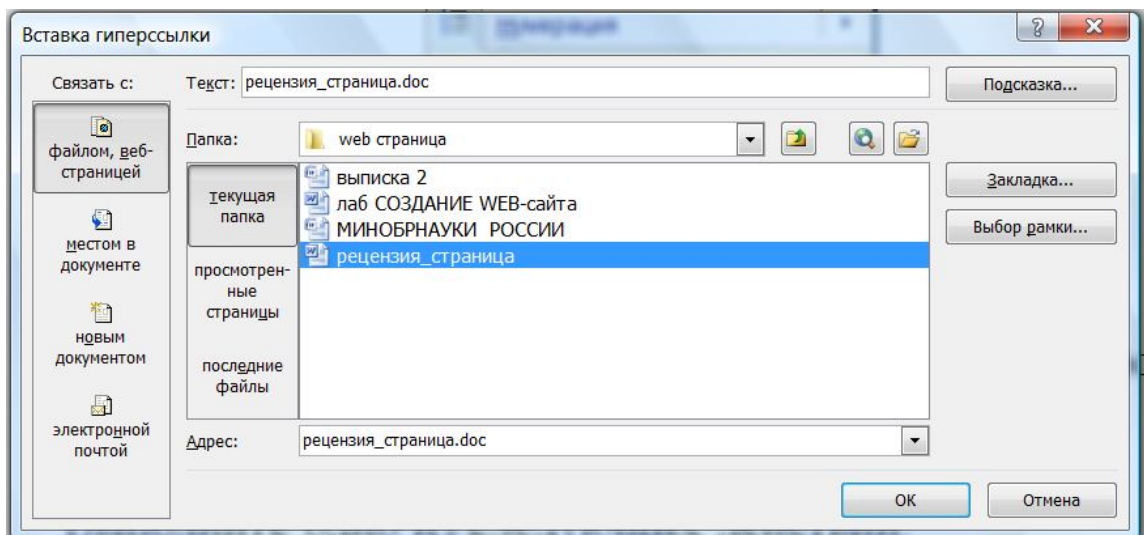 Вставка гиперссылки
Связать с:
Текст: рецензия_страница.doc
Подсказка...
файлом, веб-
страницей
местом в
документе
новым
документом
электронной
почтой
Папка: web страница
текущая
папка
просмотрен-
ные
страницы
последние
файлы
выписка 2
лаб СОЗДАНИЕ WEB-сайта
МИНОБРНАУКИ РОССИИ
рецензия_страница
Закладка...
Выбор рамки...
Адрес: рецензия_страница.doc
ОК
Отмена